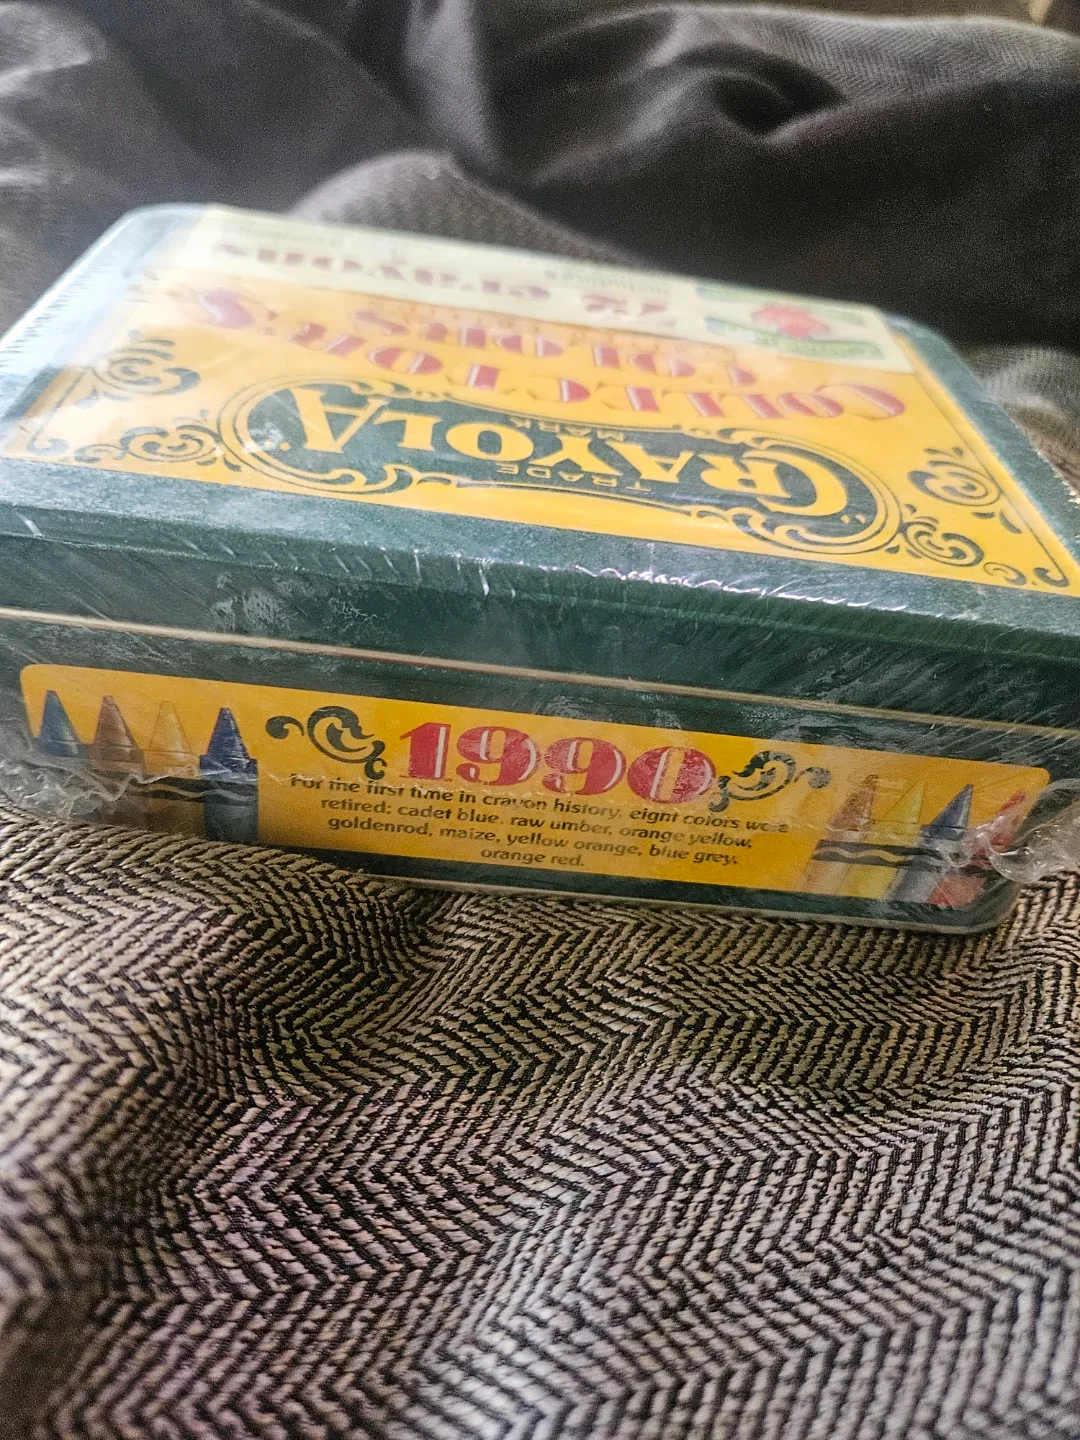 CRAYOLA
TRADE MARK
COLLECTOR'S
COLORS
72 crayons
1990
For the first time in crayon history, eight colors were
retired: cadet blue, raw umber, orange yellow,
goldenrod, maize, yellow orange, blue grey,
orange red.